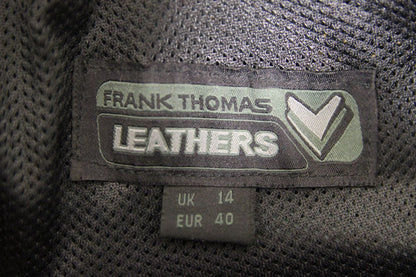 FRANK THOMAS
LEATHERS
UK 14
EUR 40